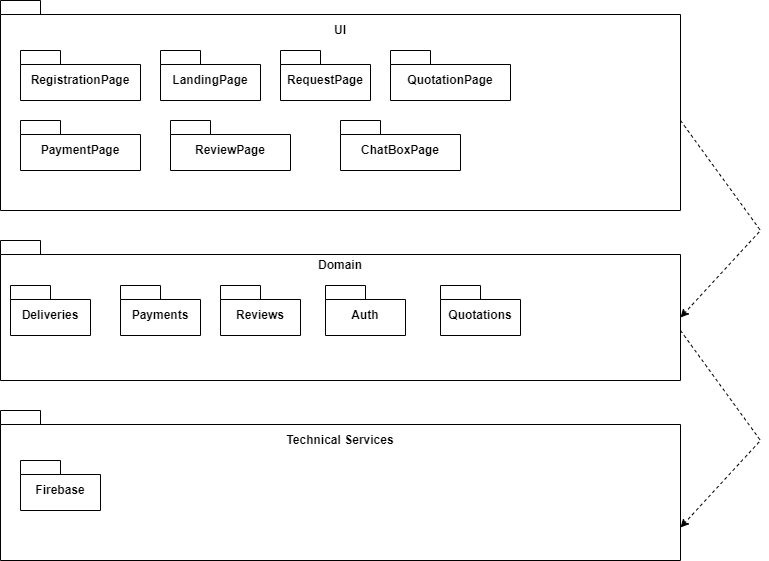 UI
RegistrationPage
LandingPage
RequestPage
QuotationPage
PaymentPage
ReviewPage
ChatBoxPage
Domain
Deliveries
Payments
Reviews
Auth
Quotations
Technical Services
Firebase